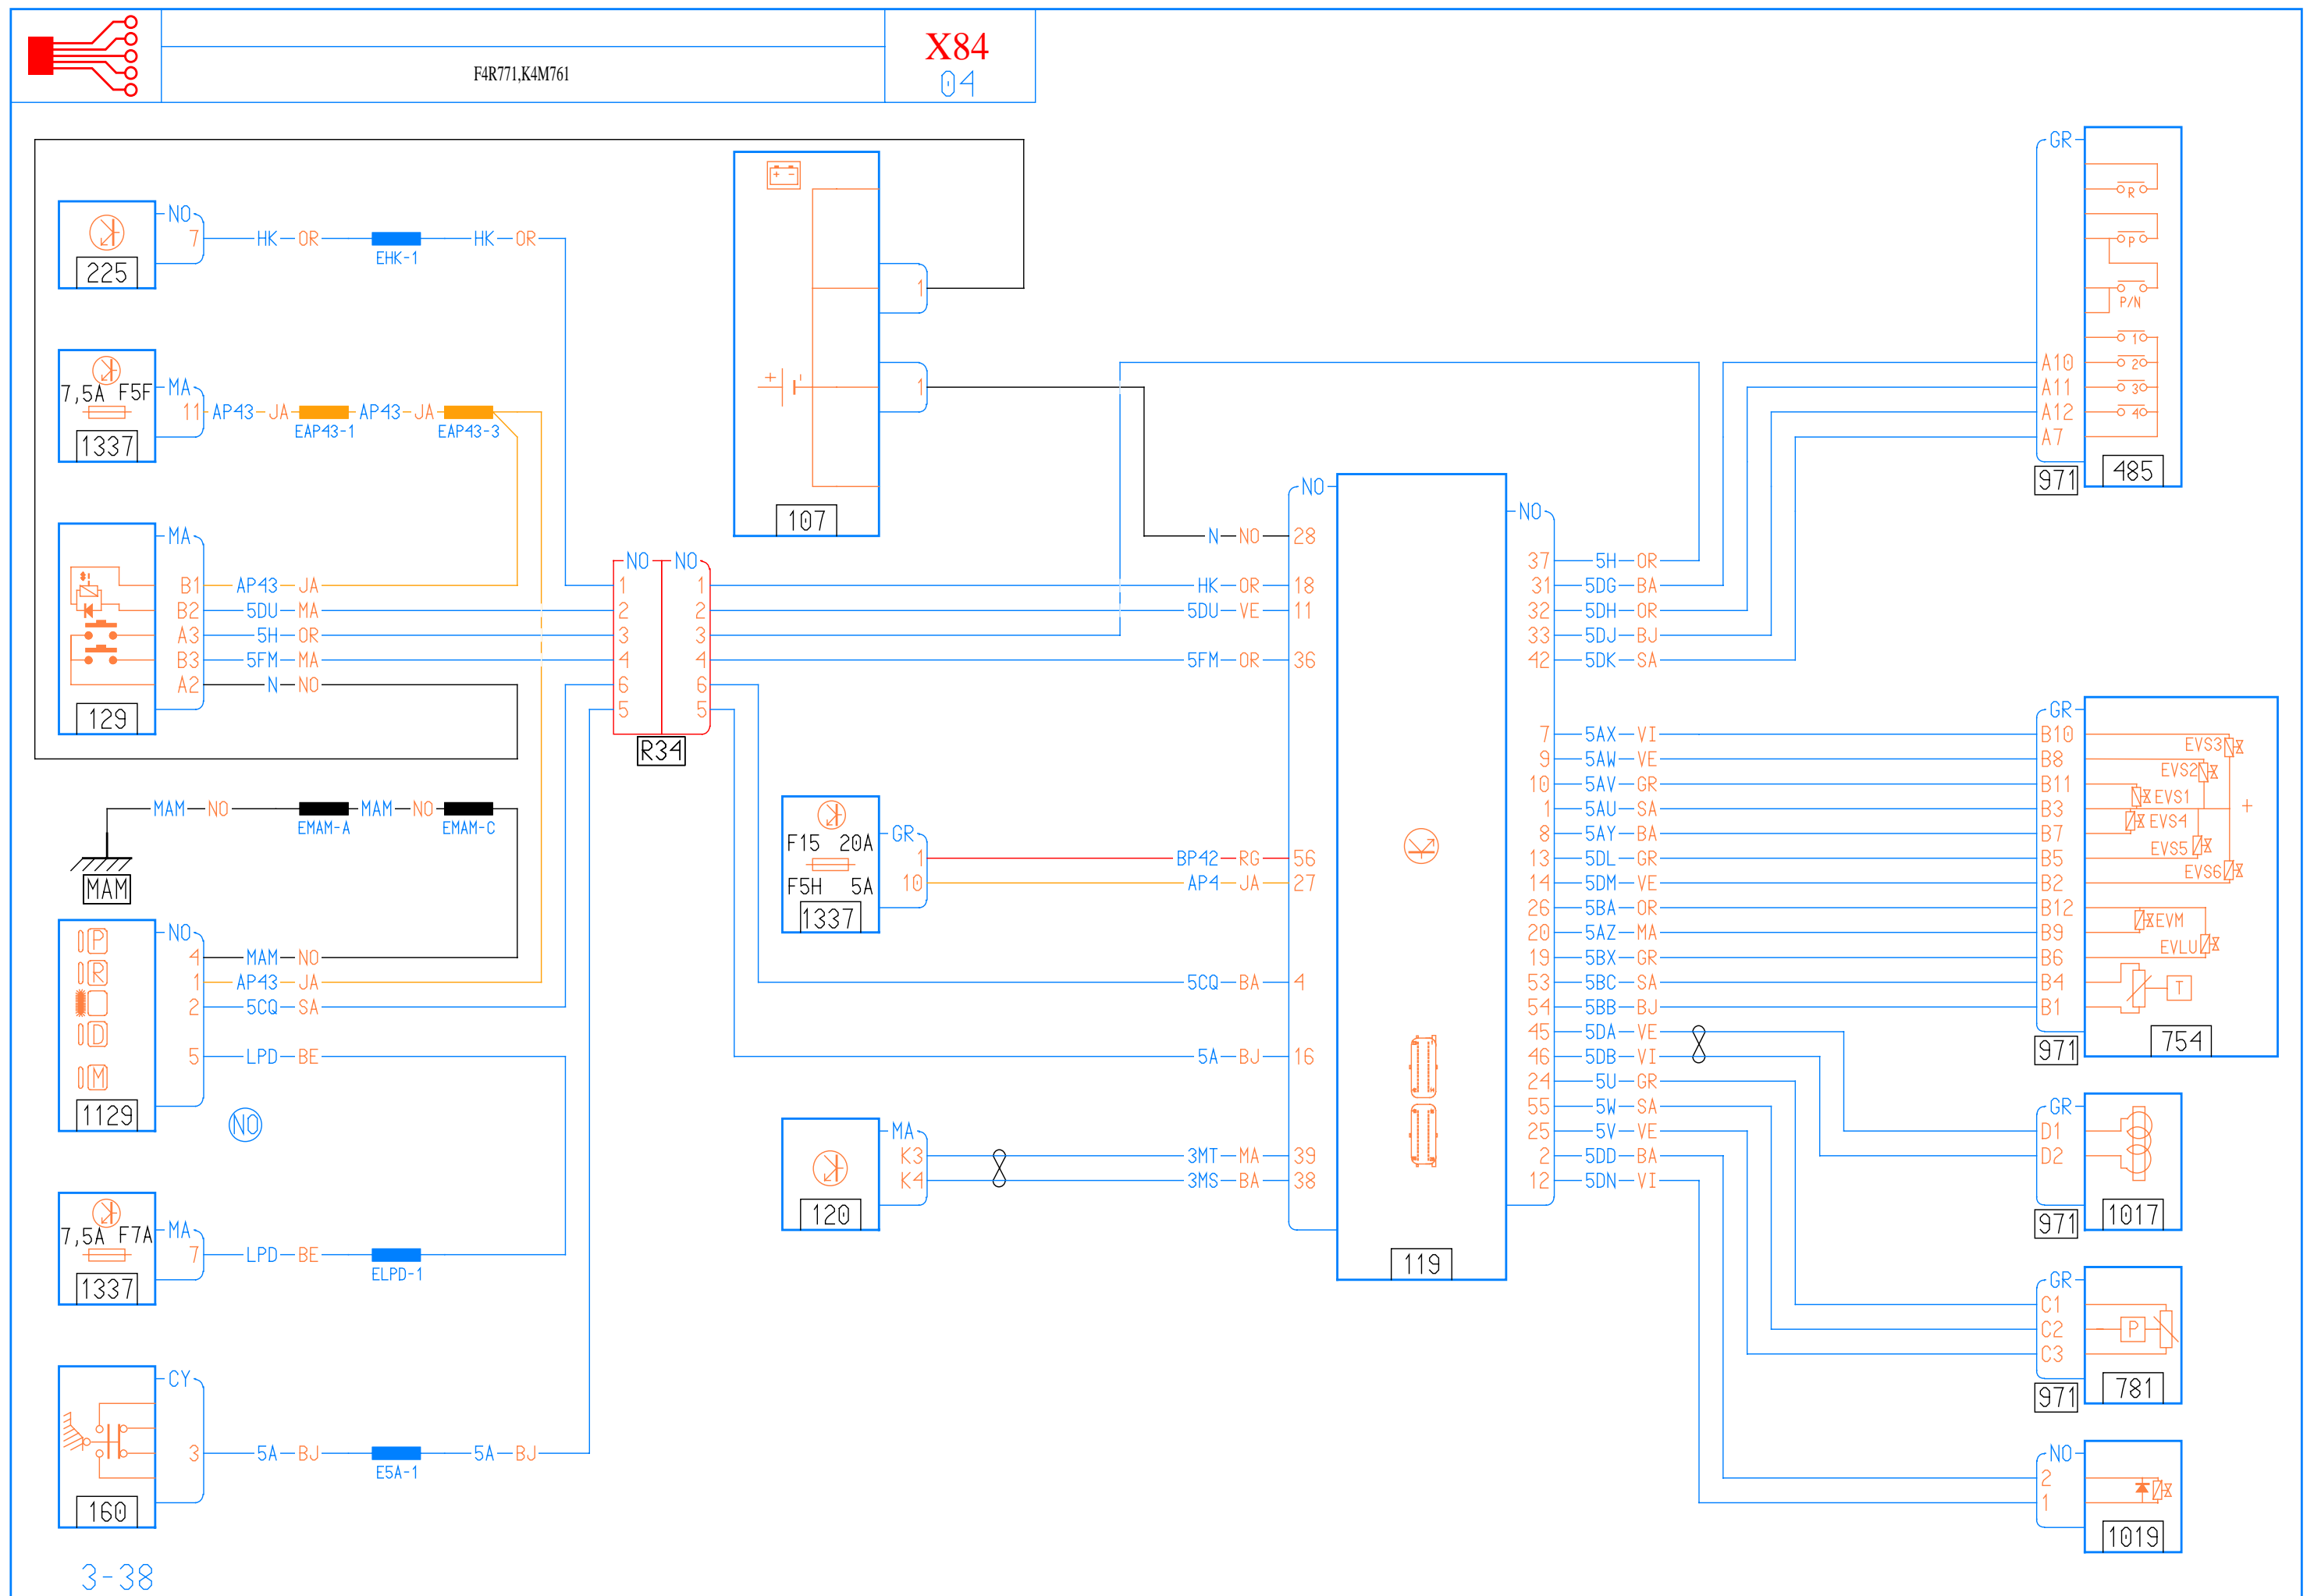 F4R771,K4M761
X84
04
NO
7 HK OR EHK-1 HK OR
225
7,5A F5F
MA
11 AP43 JA EAP43-1 AP43 JA EAP43-3
1337
MA
B1 AP43 JA
B2 5DU MA
A3 5H OR
B3 5FM MA
A2 N NO
129
MAM NO EMAM-A MAM NO EMAM-C
MAM
P
R
D
M
NO
4 MAM NO
1 AP43 JA
2 5CQ SA
5 LPD BE
1129
NO
7,5A F7A
MA
7 LPD BE ELPD-1
1337
CY
3 5A BJ E5A-1 5A BJ
160
3-38
NO NO
1 1
2 2
3 3
4 4
6 6
5 5
R34
+ -
1
+ -
1
107
F15 20A
F5H 5A
GR
1
10
1337
MA
K3
K4
120
NO
N NO 28
HK OR 18
5DU VE 11
5FM OR 36
BP42 RG 56
AP4 JA 27
5CQ BA 4
5A BJ 16
3MT MA 39
3MS BA 38
119
NO
37 5H OR
31 5DG BA
32 5DH OR
33 5DJ BJ
42 5DK SA
7 5AX VI
9 5AW VE
10 5AV GR
1 5AU SA
8 5AY BA
13 5DL GR
14 5DM VE
26 5BA OR
20 5AZ MA
19 5BX GR
53 5BC SA
54 5BB BJ
45 5DA VE
46 5DB VI
24 5U GR
55 5W SA
25 5V VE
2 5DD BA
12 5DN VI
GR
R
P
P/N
1
A10 2
A11 3
A12 4
A7
971 485
GR
B10 EVS3
B8 EVS2
B11 EVS1
B3 +
B7 EVS4
B5 EVS5
B2 EVS6
B12
B9 EVM
B6 EVLU
B4 T
B1
971 754
GR
D1
D2
971 1017
GR
C1
C2 - P
C3
971 781
NO
2
1
1019